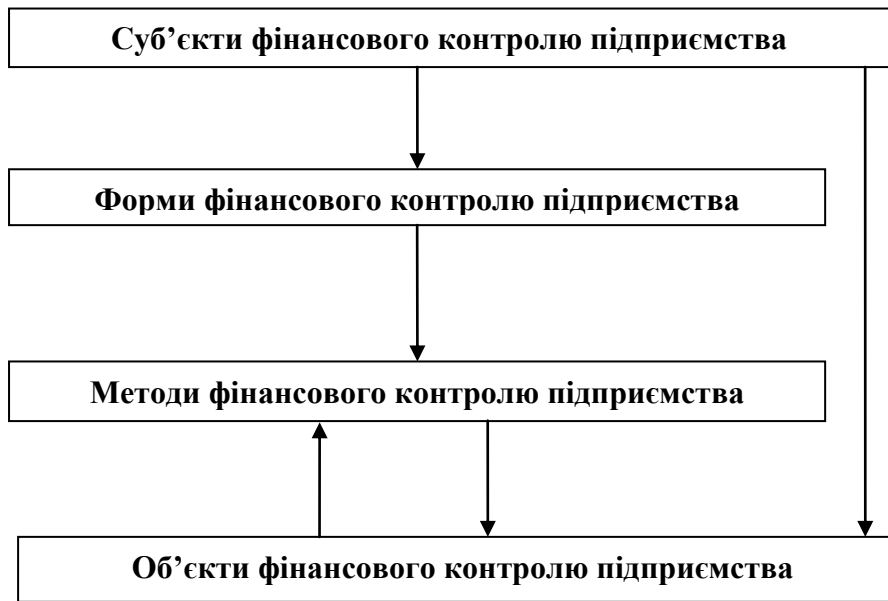 Суб’єкти фінансового контролю підприємства
Форми фінансового контролю підприємства
Методи фінансового контролю підприємства
Об’єкти фінансового контролю підприємства